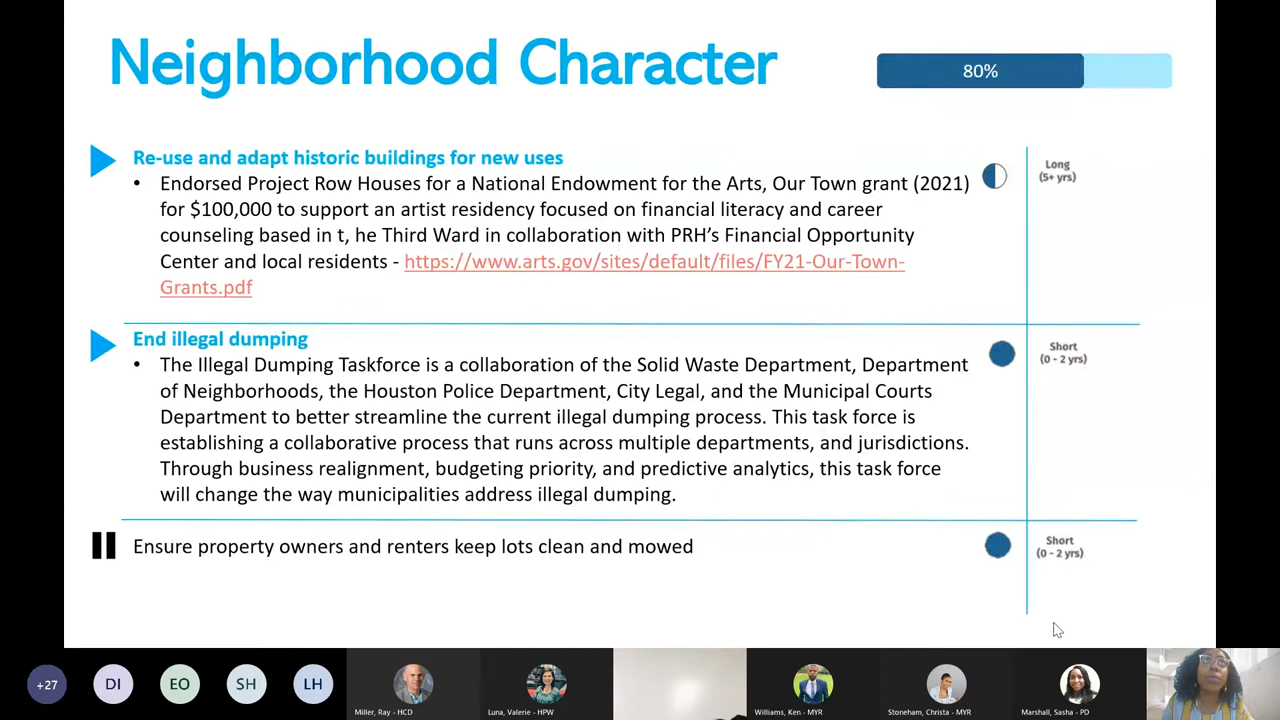 Neighborhood Character
80%
Re-use and adapt historic buildings for new uses
• Endorsed Project Row Houses for a National Endowment for the Arts, Our Town grant (2021)
for $100,000 to support an artist residency focused on financial literacy and career
counseling based in t, he Third Ward in collaboration with PRH's Financial Opportunity
Center and local residents - https://www.arts.gov/sites/default/files/FY21-Our-Town-
Grants.pdf
Long
(5+ yrs)
End illegal dumping
• The Illegal Dumping Taskforce is a collaboration of the Solid Waste Department, Department
of Neighborhoods, the Houston Police Department, City Legal, and the Municipal Courts
Department to better streamline the current illegal dumping process. This task force is
establishing a collaborative process that runs across multiple departments, and jurisdictions.
Through business realignment, budgeting priority, and predictive analytics, this task force
will change the way municipalities address illegal dumping.
Short
(0 - 2 yrs)
Ensure property owners and renters keep lots clean and mowed
Short
(0 - 2 yrs)
+27
DI
EO
SH
LH
Miller, Ray - HCD
Luna, Valerie - HPW
Williams, Ken - MYR
Stoneham, Christa - MYR
Marshall, Sasha - PD